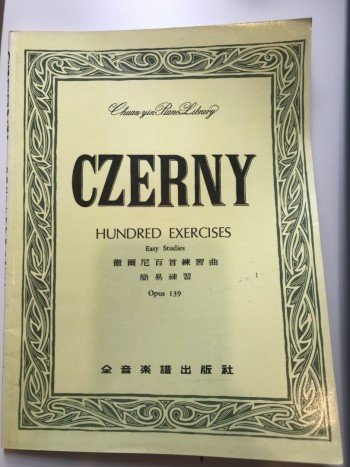 Chuan-yin Piano Library
CZERNY
HUNDRED EXERCISES
Easy Studies
徹爾尼百首練習曲
簡易練習
Opus 139
全音樂譜出版社